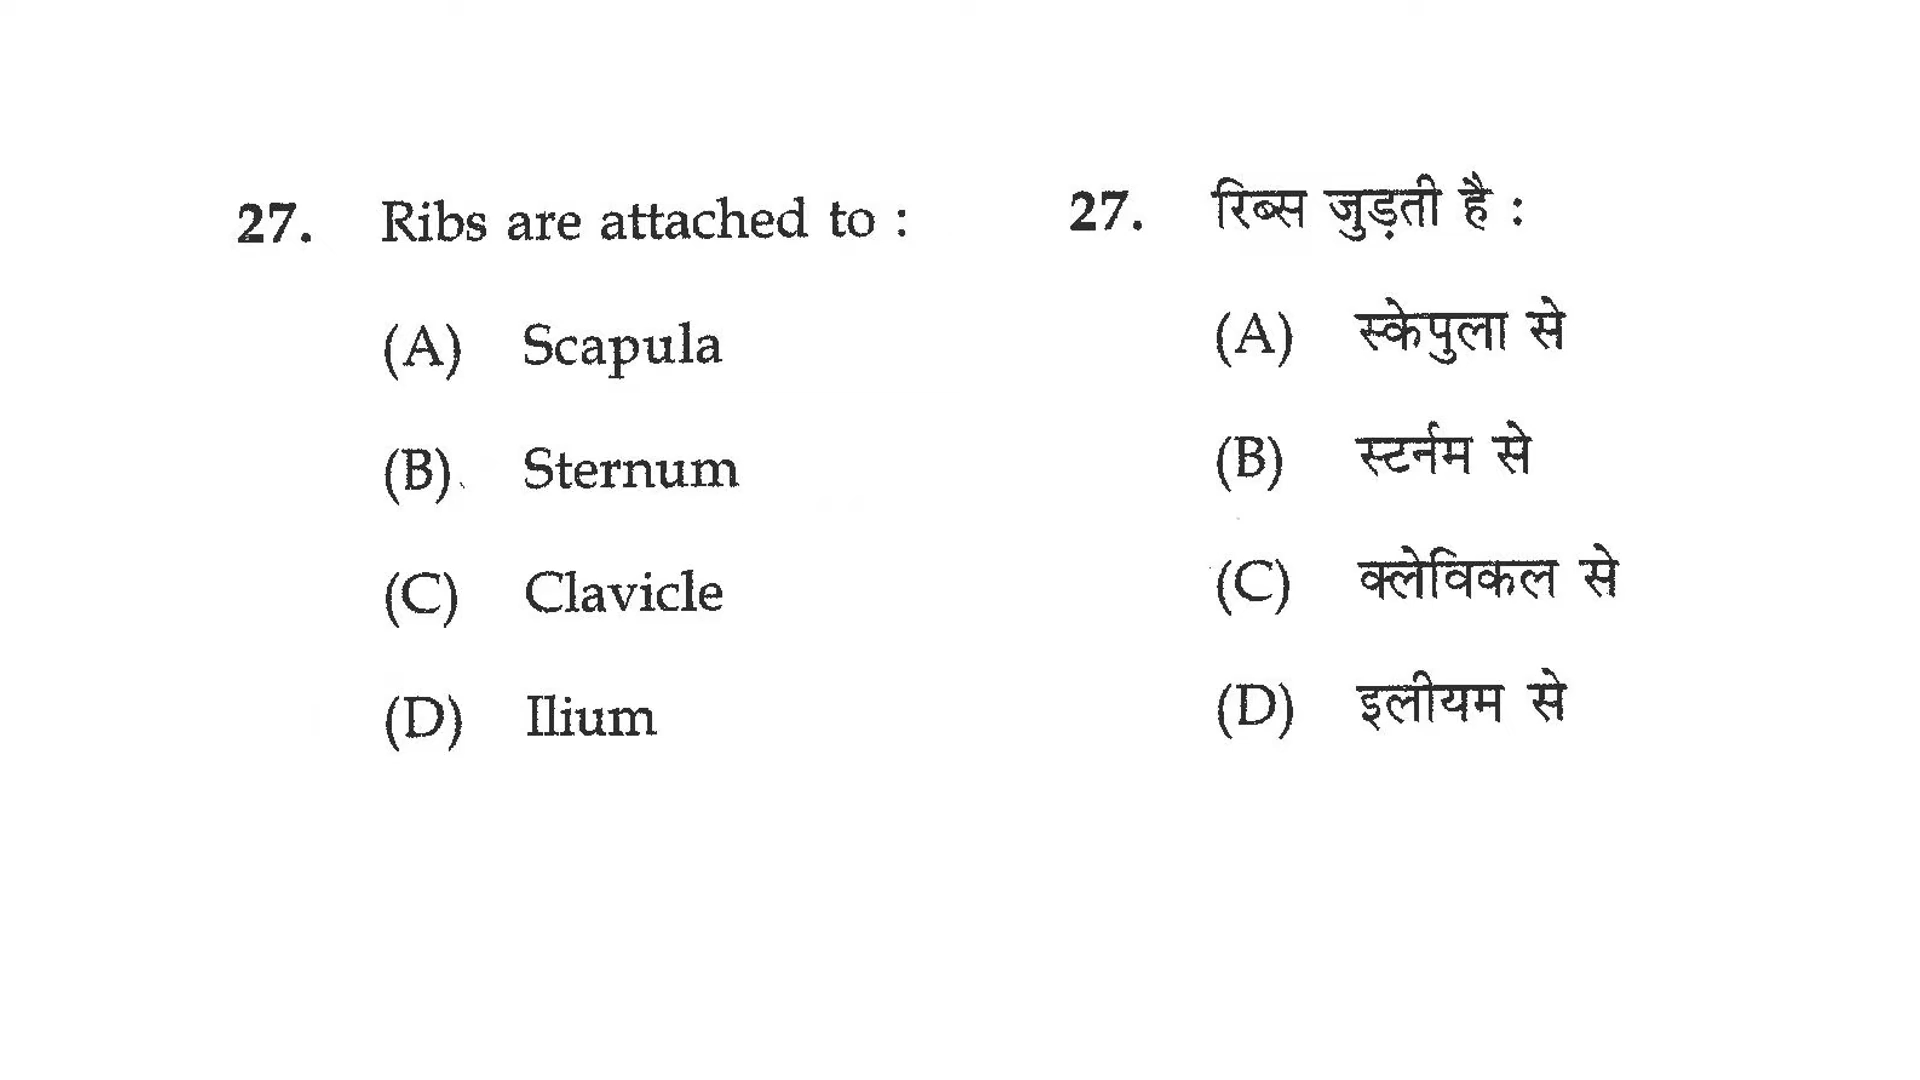 27. Ribs are attached to :
(A) Scapula
(B) Sternum
(C) Clavicle
(D) Ilium
27. रिब्स जुड़ती है :
(A) स्केपुला से
(B) स्टर्नम से
(C) क्लेविकल से
(D) इलीयम से